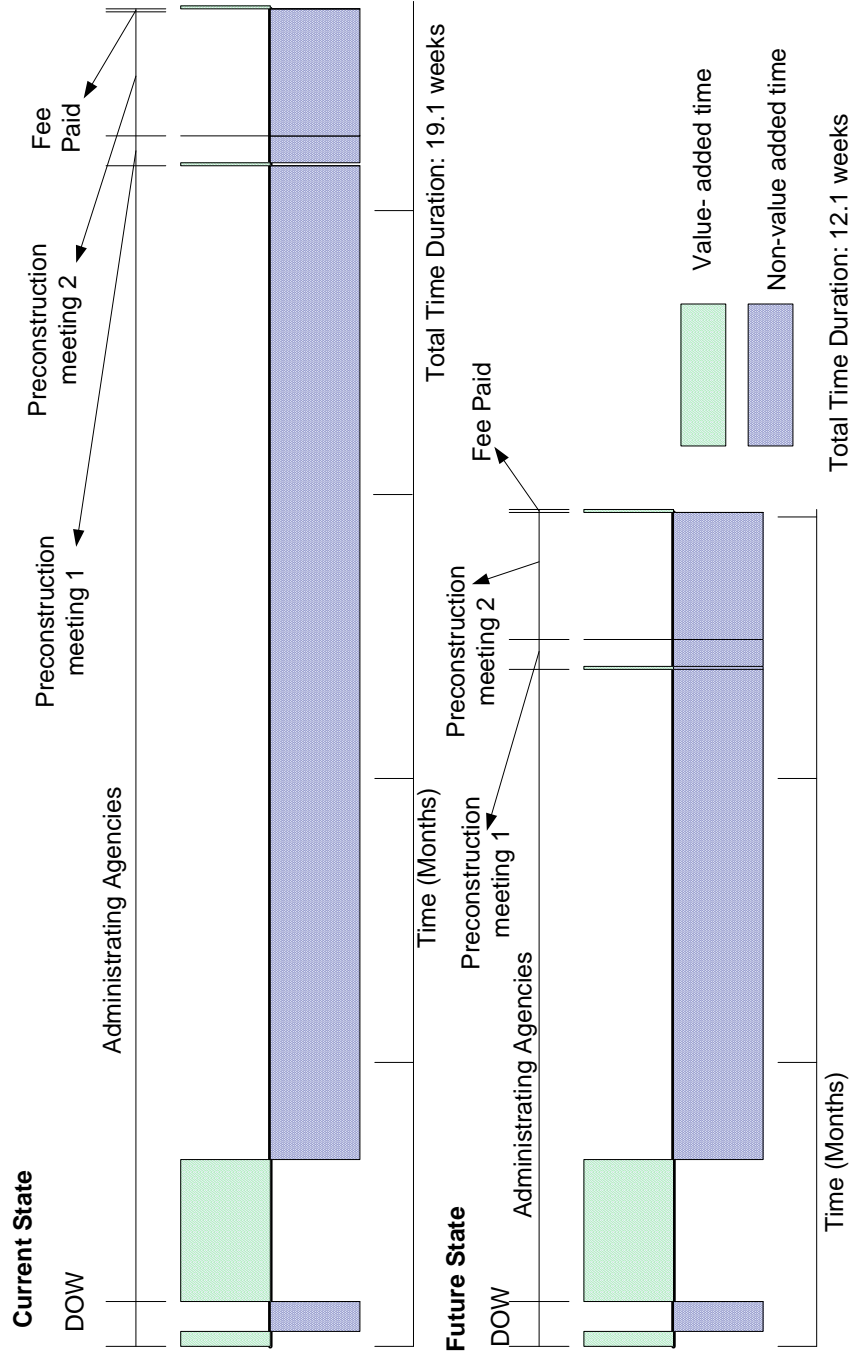 Current State
DOW
Administrating Agencies
Preconstruction
meeting 1
Preconstruction
meeting 2
Fee
Paid
Time (Months)
Total Time Duration: 19.1 weeks
Future State
DOW
Administrating Agencies
Preconstruction
meeting 1
Preconstruction
meeting 2
Fee Paid
Time (Months)
Value- added time
Non-value added time
Total Time Duration: 12.1 weeks